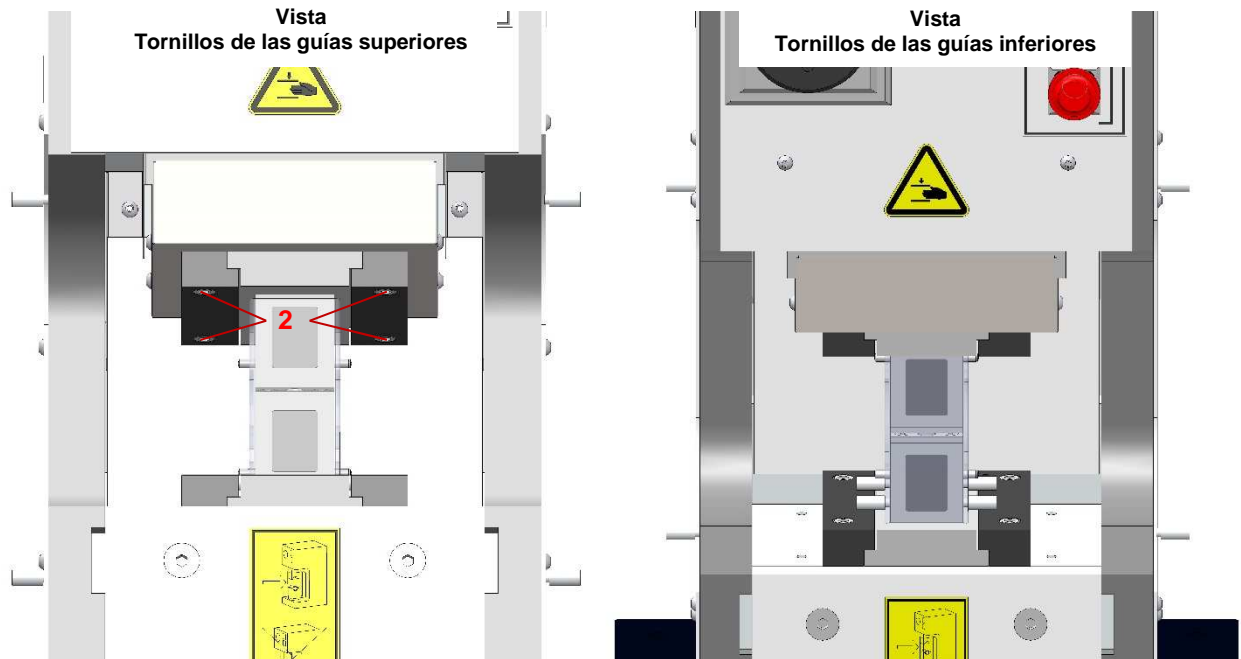 Vista
Tornillos de las guías superiores
Vista
Tornillos de las guías inferiores
2